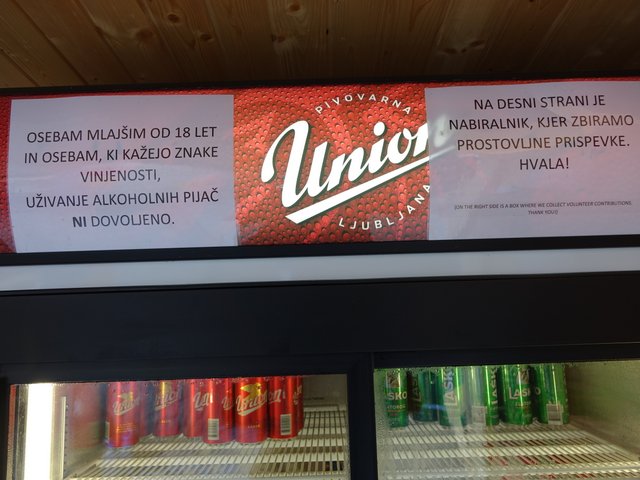 OSEBAM MLAJŠIM OD 18 LET
IN OSEBAM, KI KAŽEJO ZNAKE
VINJENOSTI,
UŽIVANJE ALKOHOLNIH PIJAČ
NI DOVOLJENO.
PIVOVARNA
Union
LJUBLJANA
NA DESNI STRANI JE
NABIRALNIK, KJER ZBIRAMO
PROSTOVLJNE PRISPEVKE.
HVALA!
(ON THE RIGHT SIDE IS A BOX WHERE WE COLLECT VOLUNTEER CONTRIBUTIONS.
THANK YOU!)
LAŠKO